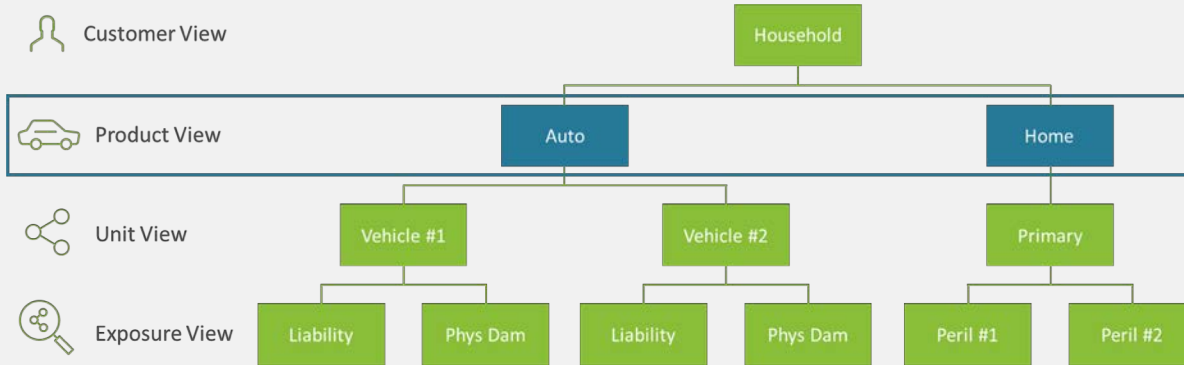 Customer View
Household
Product View
Auto
Home
Unit View
Vehicle #1
Vehicle #2
Primary
Exposure View
Liability
Phys Dam
Liability
Phys Dam
Peril #1
Peril #2